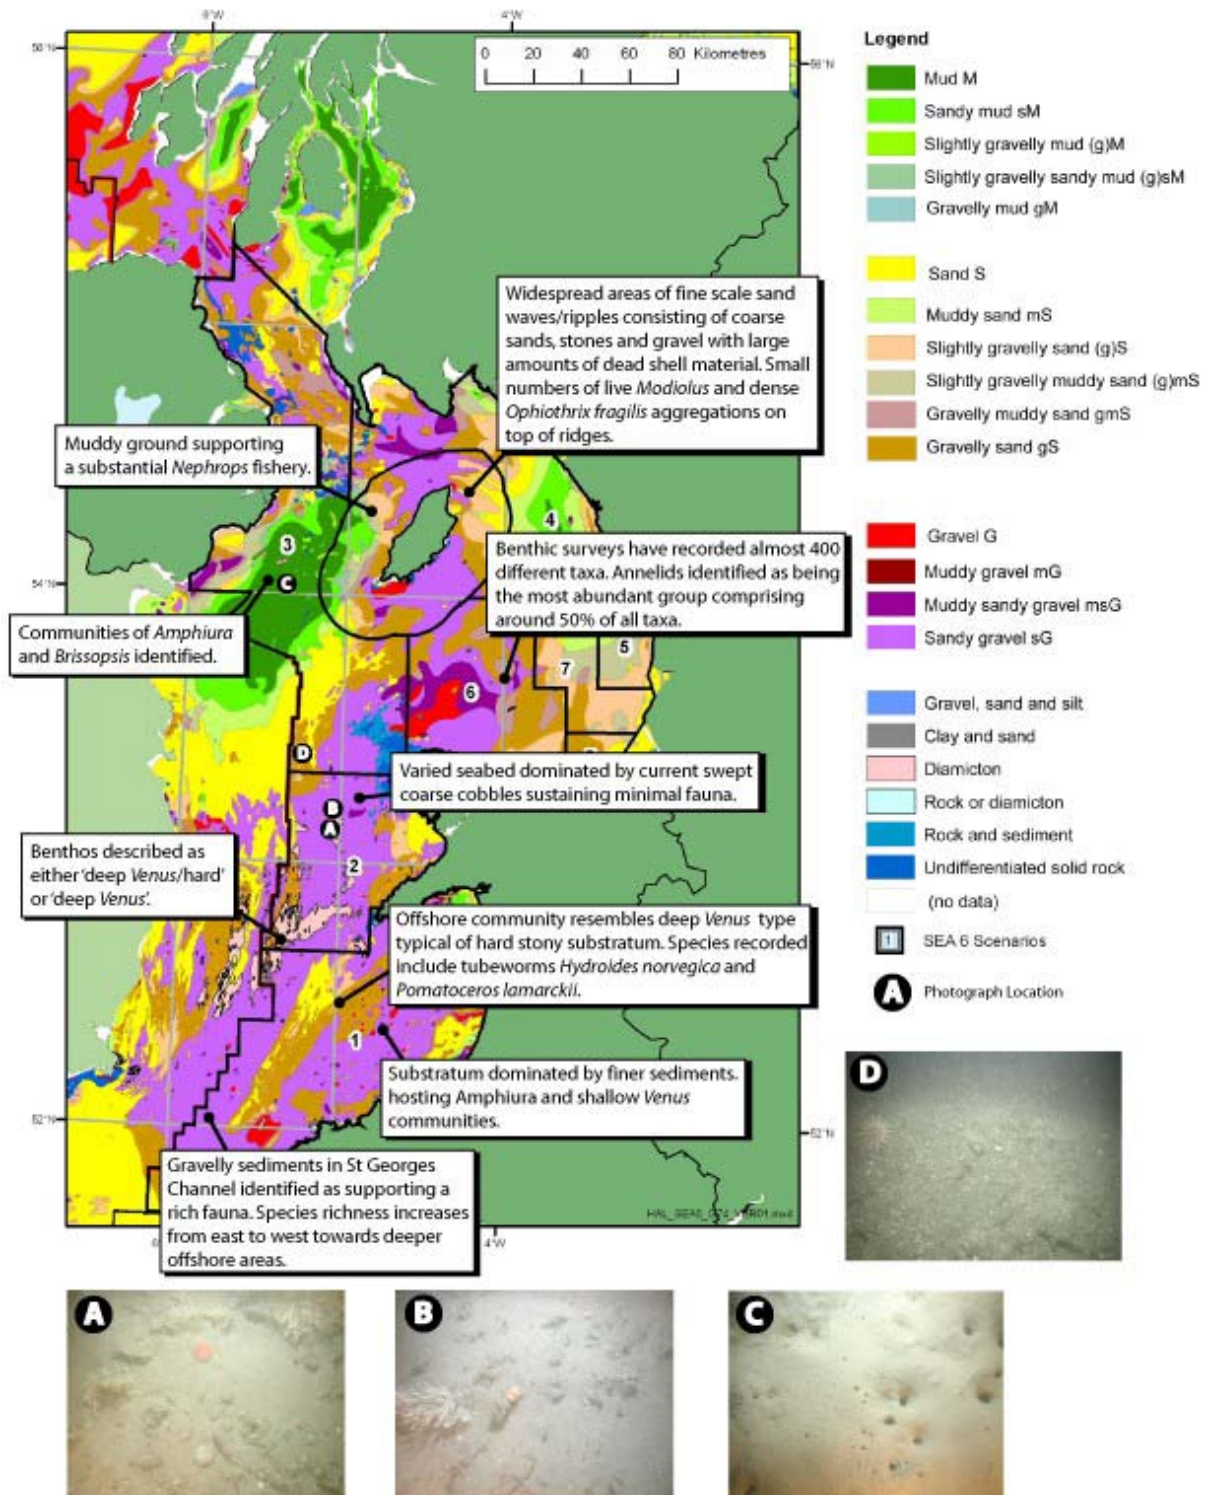 6°W
4°W
56°N
0 20 40 60 80 Kilometres
56°N
Legend
Mud M
Sandy mud sM
Slightly gravelly mud (g)M
Slightly gravelly sandy mud (g)sM
Gravelly mud gM
Sand S
Muddy sand mS
Slightly gravelly sand (g)S
Slightly gravelly muddy sand (g)mS
Gravelly muddy sand gmS
Gravelly sand gS
Gravel G
Muddy gravel mG
Muddy sandy gravel msG
Sandy gravel sG
Gravel, sand and silt
Clay and sand
Diamicton
Rock or diamicton
Rock and sediment
Undifferentiated solid rock
(no data)
1 SEA 6 Scenarios
A Photograph Location
Widespread areas of fine scale sand
waves/ripples consisting of coarse
sands, stones and gravel with large
amounts of dead shell material. Small
numbers of live Modiolus and dense
Ophiothrix fragilis aggregations on
top of ridges.
Muddy ground supporting
a substantial Nephrops fishery.
4
3
C
54°N
Benthic surveys have recorded almost 400
different taxa. Annelids identified as being
the most abundant group comprising
around 50% of all taxa.
Communities of Amphiura
and Brissopsis identified.
5
7
6
D
Varied seabed dominated by current swept
coarse cobbles sustaining minimal fauna.
B
A
2
Benthos described as
either 'deep Venus/hard'
or 'deep Venus'.
Offshore community resembles deep Venus type
typical of hard stony substratum. Species recorded
include tubeworms Hydroides norvegica and
Pomatoceros lamarckii.
1
Substratum dominated by finer sediments.
hosting Amphiura and shallow Venus
communities.
52°N
52°N
Gravelly sediments in St Georges
Channel identified as supporting a
rich fauna. Species richness increases
from east to west towards deeper
offshore areas.
4°W
D
A
B
C